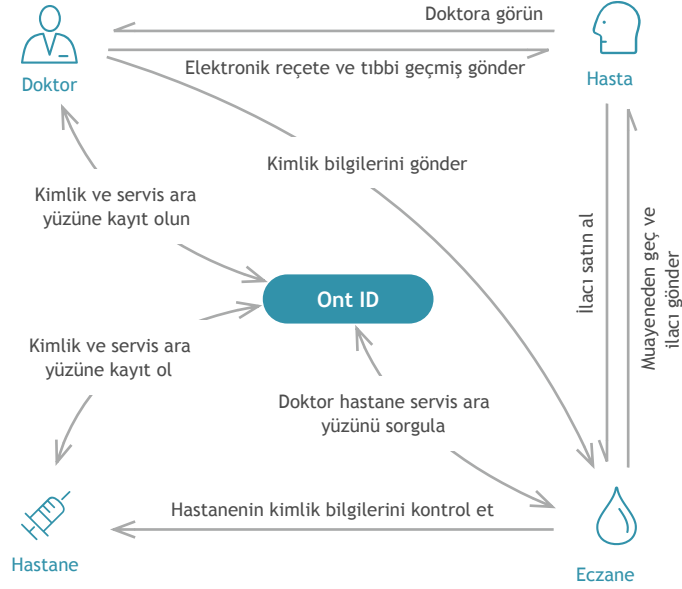 Doktora görün
Elektronik reçete ve tıbbi geçmiş gönder
Doktor
Hasta
Kimlik bilgilerini gönder
Kimlik ve servis ara
yüzüne kayıt olun
İlacı satın al
Muayeneden geç ve
ilacı gönder
Ont ID
Kimlik ve servis ara
yüzüne kayıt ol
Doktor hastane servis ara
yüzünü sorgula
Hastanenin kimlik bilgilerini kontrol et
Hastane
Eczane